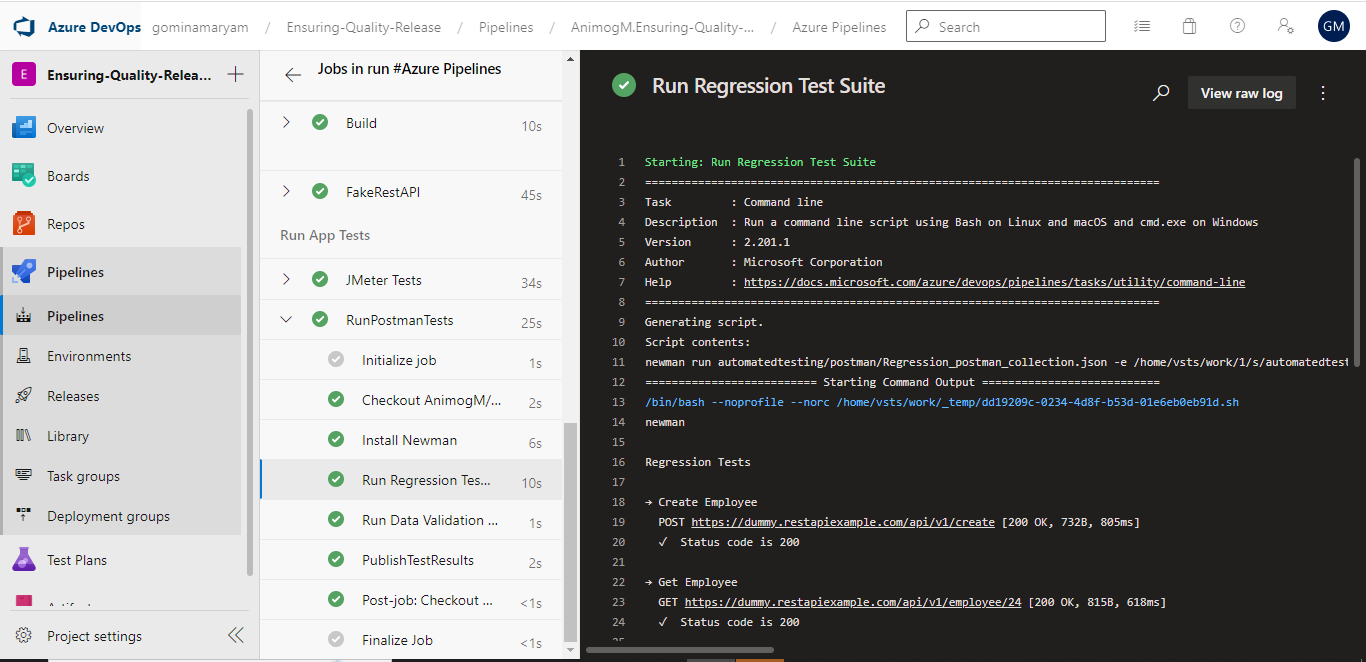 Azure DevOps gominamaryam / Ensuring-Quality-Release / Pipelines / AnimogM.Ensuring-Quality-... / Azure Pipelines Search GM
E Ensuring-Quality-Relea... +
Overview
Boards
Repos
Pipelines
Pipelines
Environments
Releases
Library
Task groups
Deployment groups
Test Plans
Project settings
Jobs in run #Azure Pipelines
Build 10s
FakeRestAPI 45s
Run App Tests
JMeter Tests 34s
RunPostmanTests 25s
Initialize job 1s
Checkout AnimogM/... 2s
Install Newman 6s
Run Regression Tes... 10s
Run Data Validation ... 1s
PublishTestResults 2s
Post-job: Checkout ... <1s
Finalize Job <1s
Run Regression Test Suite
View raw log
1 Starting: Run Regression Test Suite
2 ==============================================================================
3 Task : Command line
4 Description : Run a command line script using Bash on Linux and macOS and cmd.exe on Windows
5 Version : 2.201.1
6 Author : Microsoft Corporation
7 Help : https://docs.microsoft.com/azure/devops/pipelines/tasks/utility/command-line
8 ==============================================================================
9 Generating script.
10 Script contents:
11 newman run automatedtesting/postman/Regression_postman_collection.json -e /home/vsts/work/1/s/automatedtest
12 ========================== Starting Command Output ===========================
13 /bin/bash --noprofile --norc /home/vsts/work/_temp/dd19209c-0234-4d8f-b53d-01e6eb0eb91d.sh
14 newman
15
16 Regression Tests
17
18 → Create Employee
19 POST https://dummy.restapiexample.com/api/v1/create [200 OK, 732B, 805ms]
20 ✓ Status code is 200
21
22 → Get Employee
23 GET https://dummy.restapiexample.com/api/v1/employee/24 [200 OK, 815B, 618ms]
24 ✓ Status code is 200